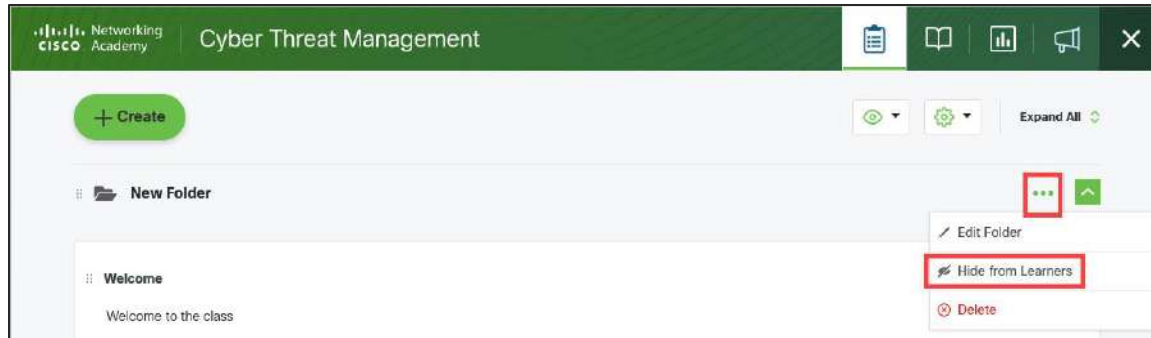 Networking
CISCO Academy
Cyber Threat Management
+ Create
Expand All
New Folder
Edit Folder
Welcome
Hide from Learners
Welcome to the class
Delete